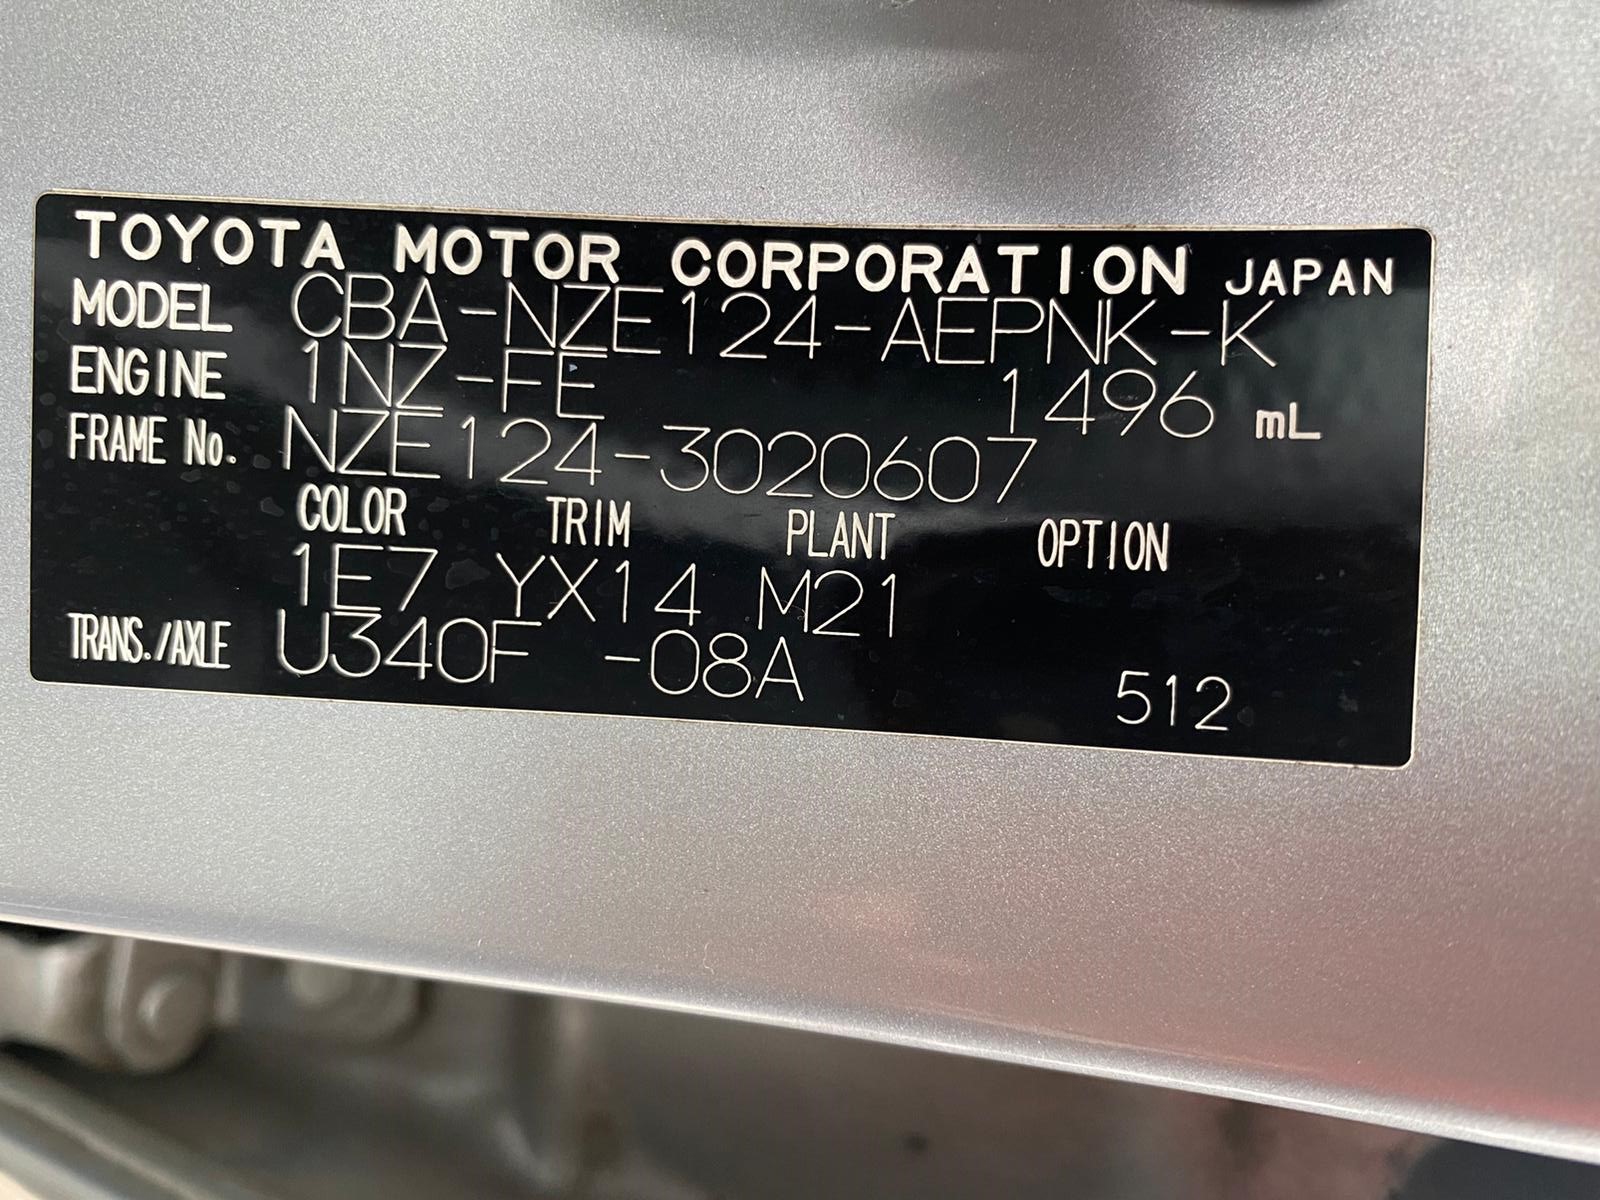 TOYOTA MOTOR CORPORATION JAPAN
MODEL CBA-NZE124-AEPNK-K
ENGINE 1NZ-FE 1496 mL
FRAME No. NZE124-3020607
COLOR TRIM PLANT OPTION
1E7 YX14 M21
TRANS./AXLE U340F -08A 512